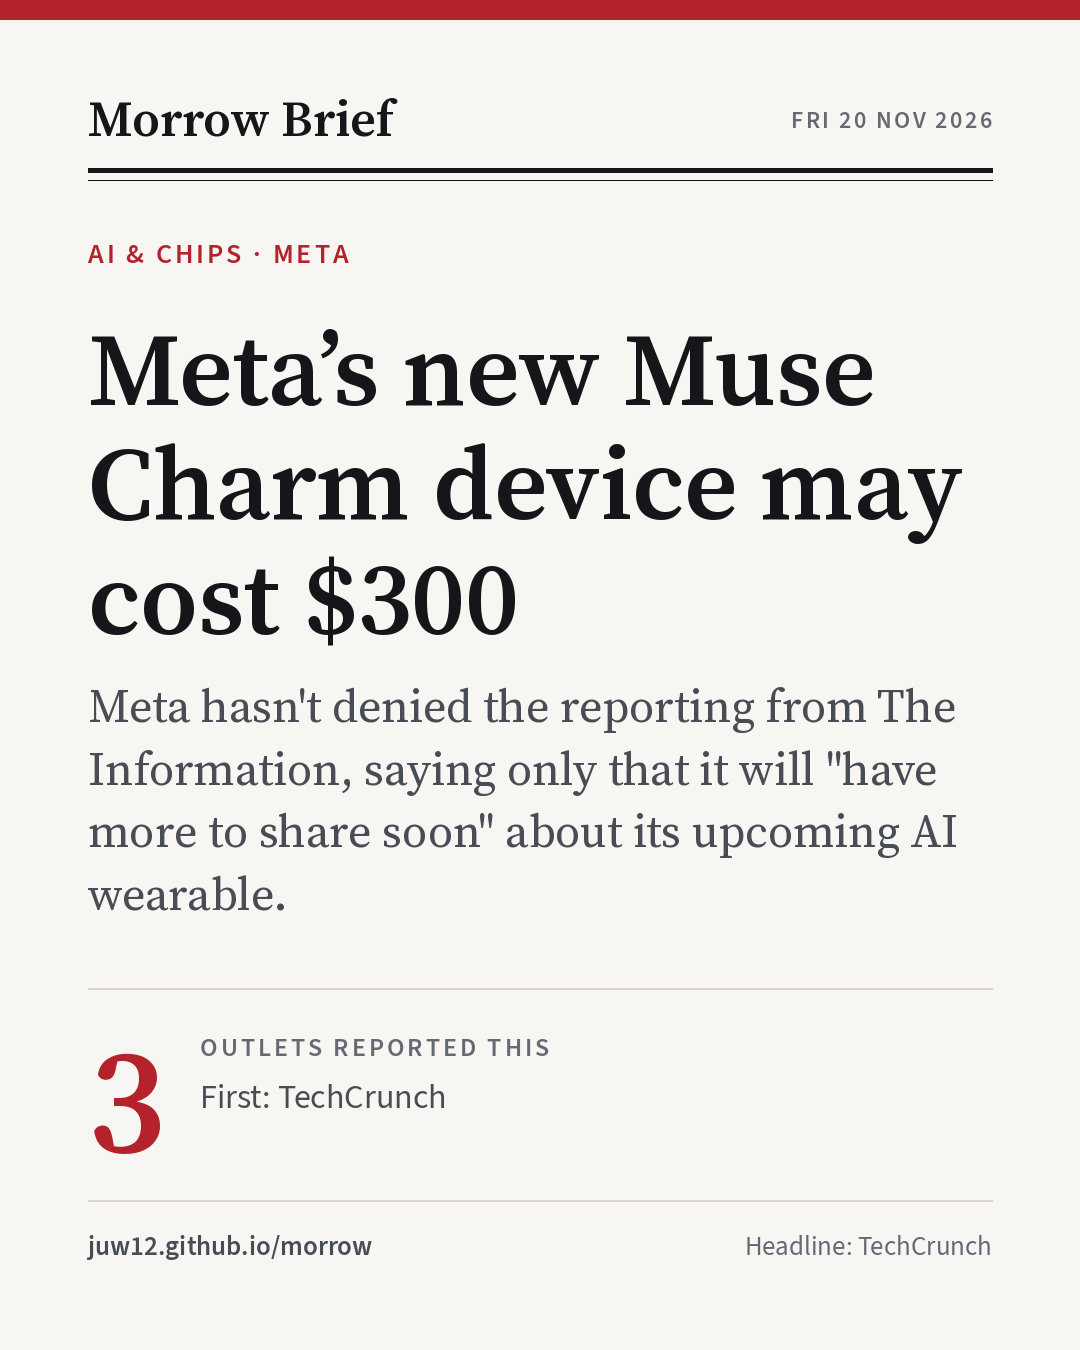 Morrow Brief
FRI 20 NOV 2026
AI & CHIPS · META
Meta’s new Muse
Charm device may
cost $300
Meta hasn't denied the reporting from The
Information, saying only that it will "have
more to share soon" about its upcoming AI
wearable.
3
OUTLETS REPORTED THIS
First: TechCrunch
juw12.github.io/morrow
Headline: TechCrunch